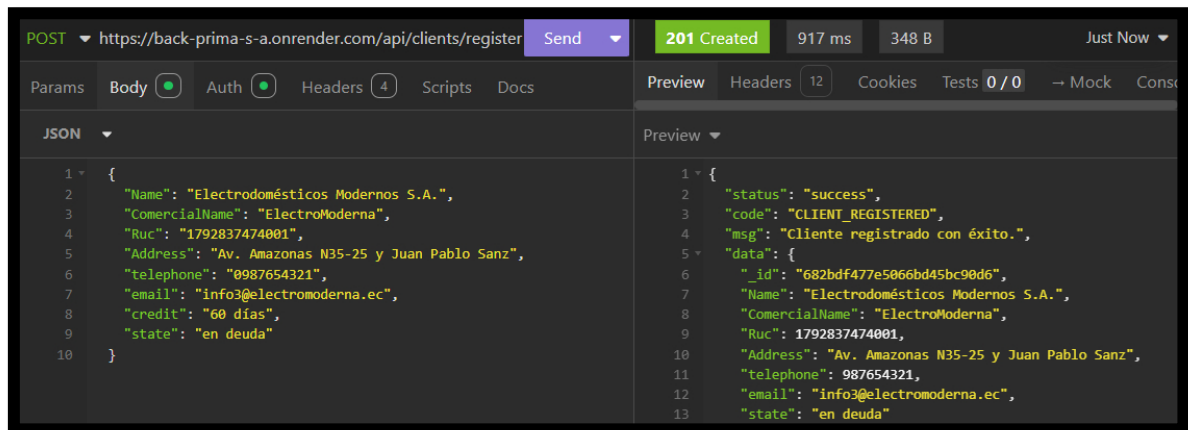 POST https://back-prima-s-a.onrender.com/api/clients/register Send
Params Body Auth Headers 4 Scripts Docs
JSON
1 {
2 "Name": "Electrodomésticos Modernos S.A.",
3 "ComercialName": "ElectroModerna",
4 "Ruc": "1792837474001",
5 "Address": "Av. Amazonas N35-25 y Juan Pablo Sanz",
6 "telephone": "0987654321",
7 "email": "info3@electromoderna.ec",
8 "credit": "60 días",
9 "state": "en deuda"
10 }
201 Created 917 ms 348 B Just Now
Preview Headers 12 Cookies Tests 0 / 0 → Mock Conso
Preview
1 {
2 "status": "success",
3 "code": "CLIENT_REGISTERED",
4 "msg": "Cliente registrado con éxito.",
5 "data": {
6 "_id": "682bdf477e5066bd45bc90d6",
7 "Name": "Electrodomésticos Modernos S.A.",
8 "ComercialName": "ElectroModerna",
9 "Ruc": 1792837474001,
10 "Address": "Av. Amazonas N35-25 y Juan Pablo Sanz",
11 "telephone": 987654321,
12 "email": "info3@electromoderna.ec",
13 "state": "en deuda"